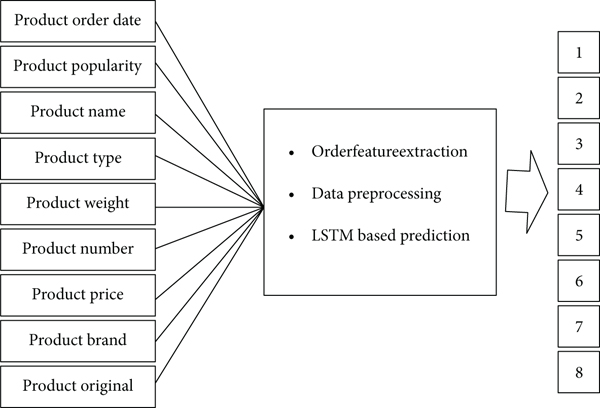 Product order date
Product popularity
Product name
Product type
Product weight
Product number
Product price
Product brand
Product original
• Orderfeatureextraction
• Data preprocessing
• LSTM based prediction
1
2
3
4
5
6
7
8